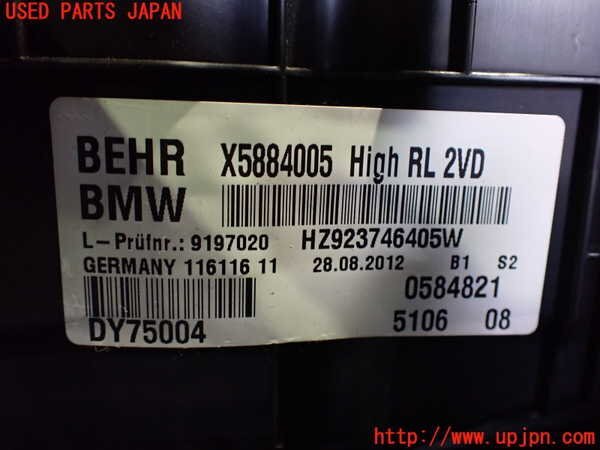 USED PARTS JAPAN
BEHR X5884005 High RL 2VD
BMW
L-Prüfnr.: 9197020 HZ923746405W
GERMANY 116116 11 28.08.2012 B1 S2
0584821
DY75004 5106 08
http://www.upjpn.com/